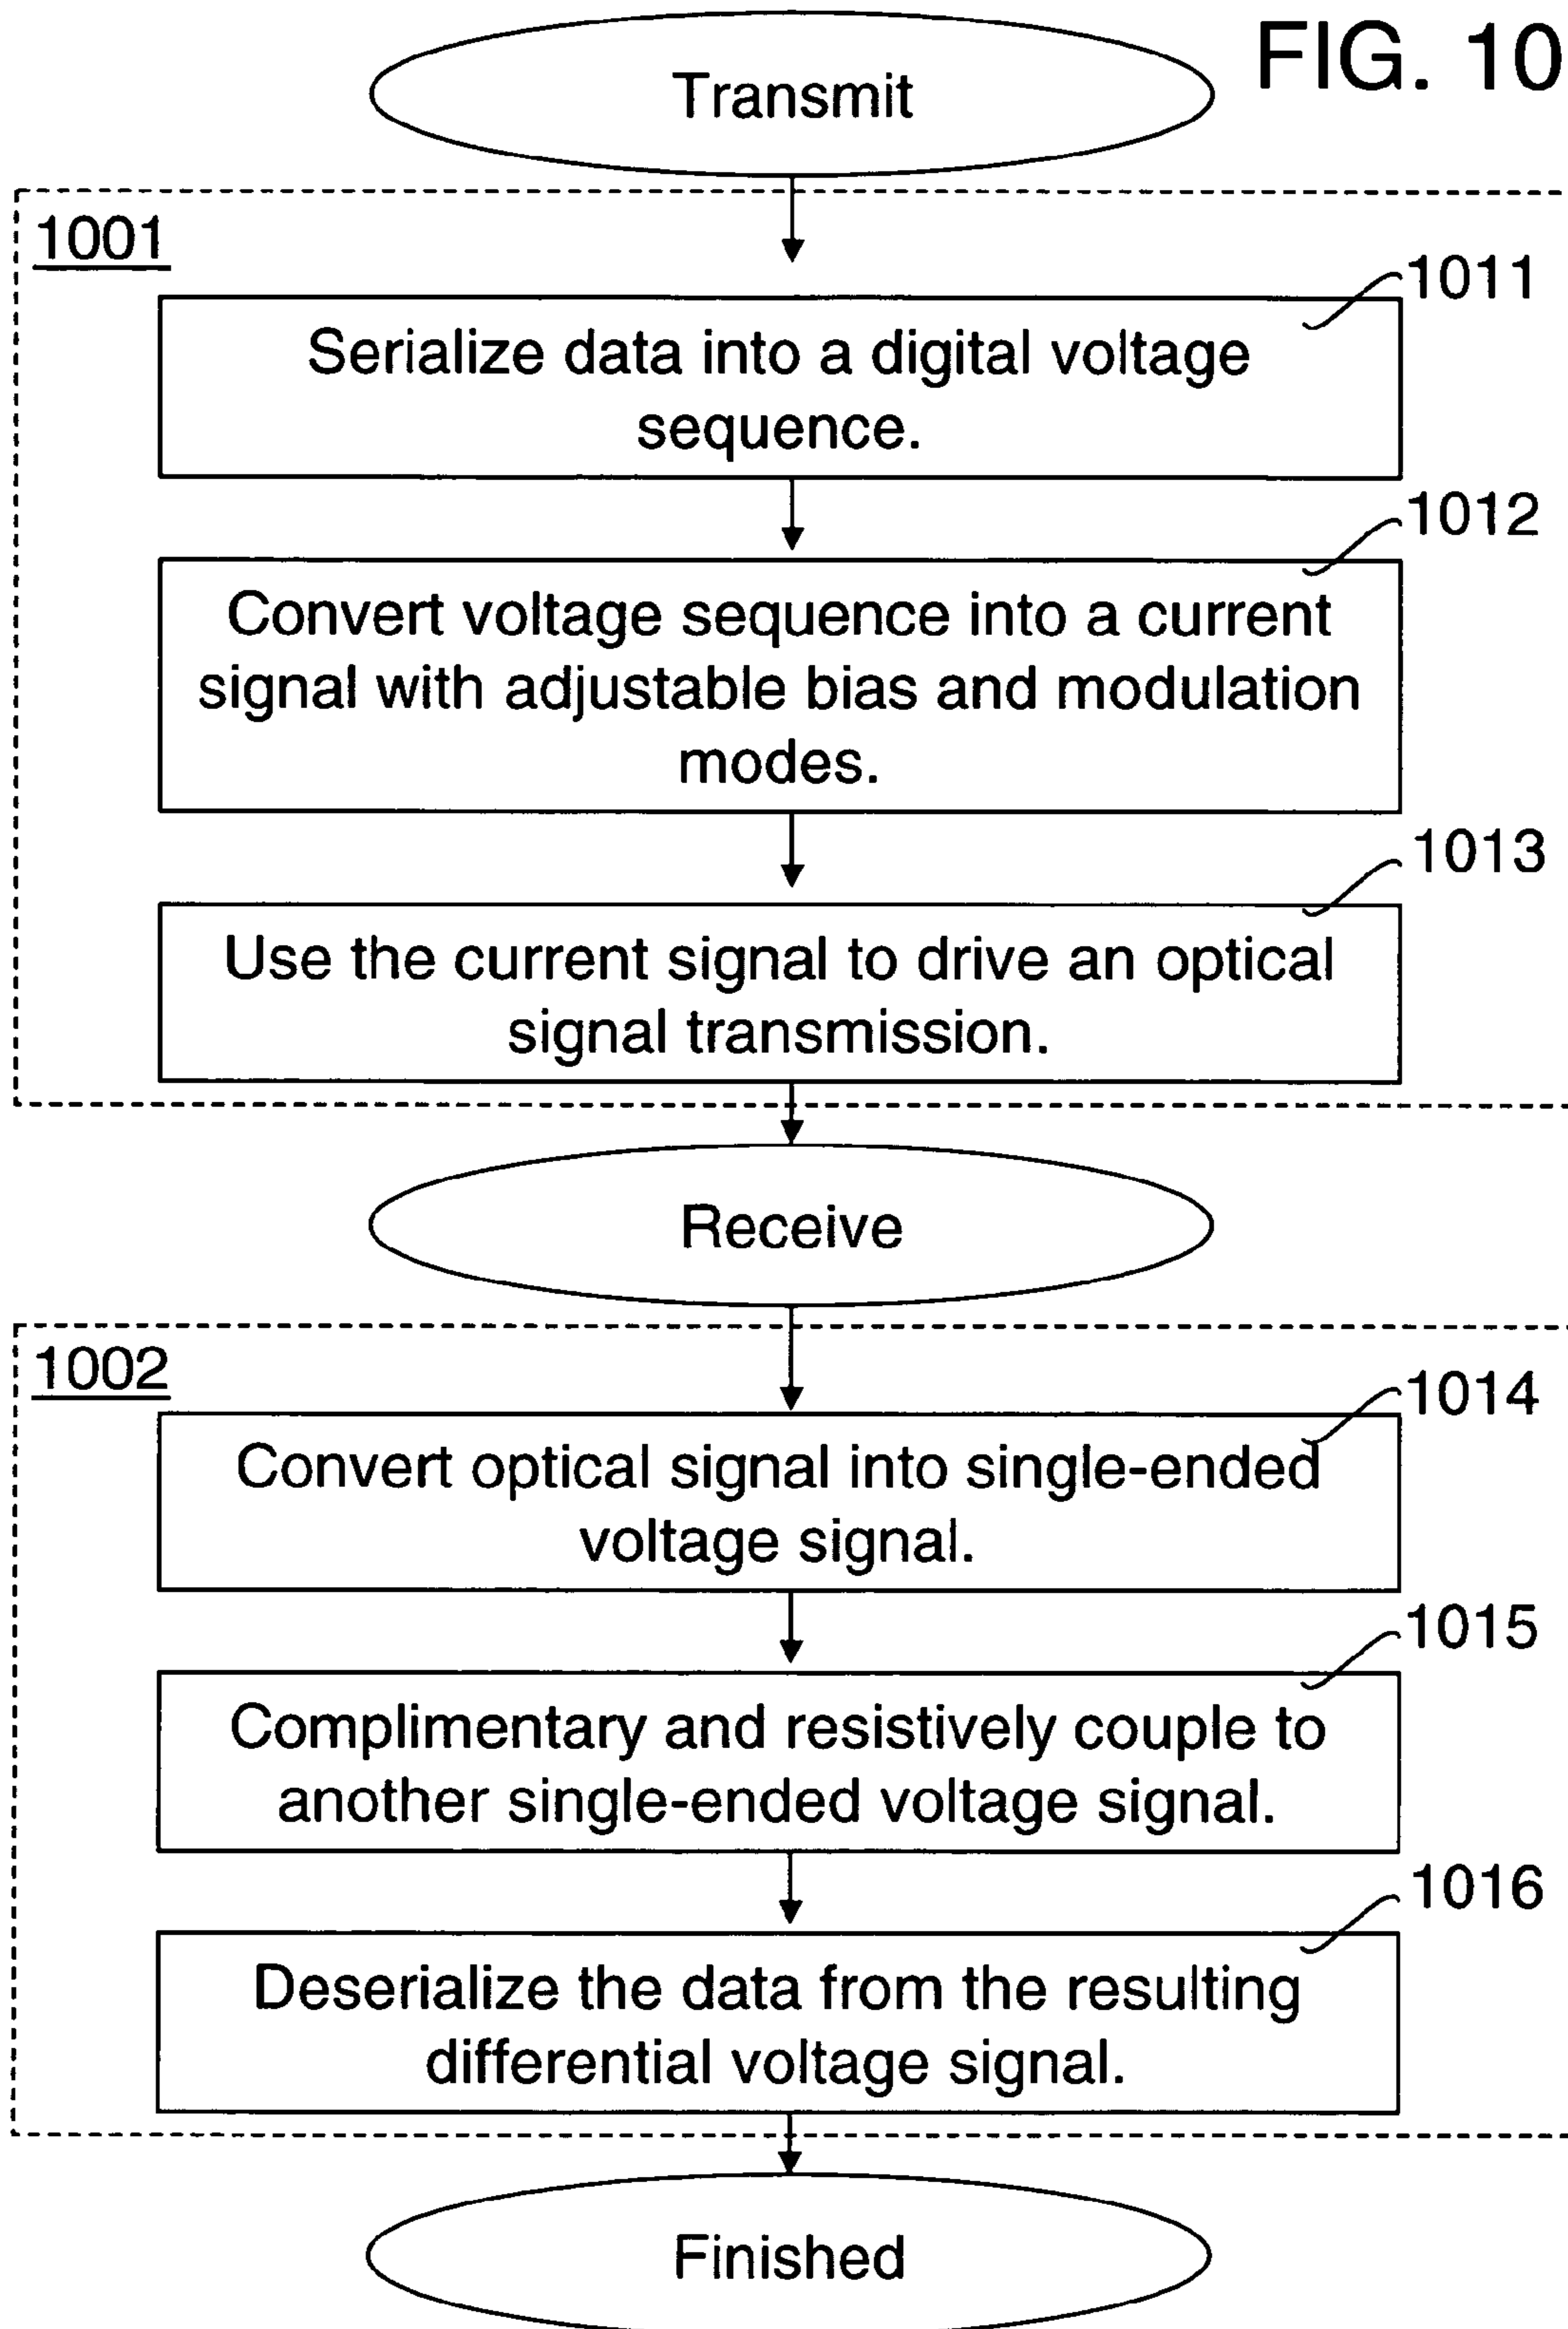 FIG. 10
Transmit
1001
1011
Serialize data into a digital voltage
sequence.
1012
Convert voltage sequence into a current
signal with adjustable bias and modulation
modes.
1013
Use the current signal to drive an optical
signal transmission.
Receive
1002
1014
Convert optical signal into single-ended
voltage signal.
1015
Complimentary and resistively couple to
another single-ended voltage signal.
1016
Deserialize the data from the resulting
differential voltage signal.
Finished